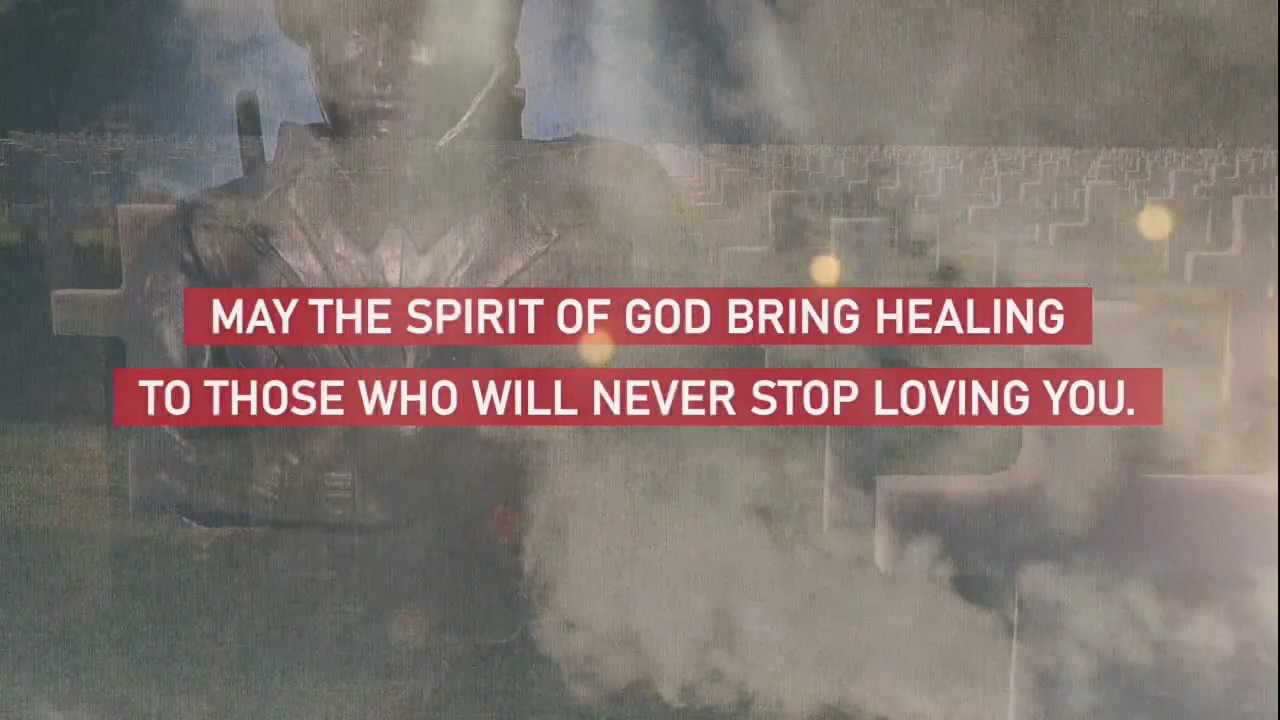 MAY THE SPIRIT OF GOD BRING HEALING
TO THOSE WHO WILL NEVER STOP LOVING YOU.